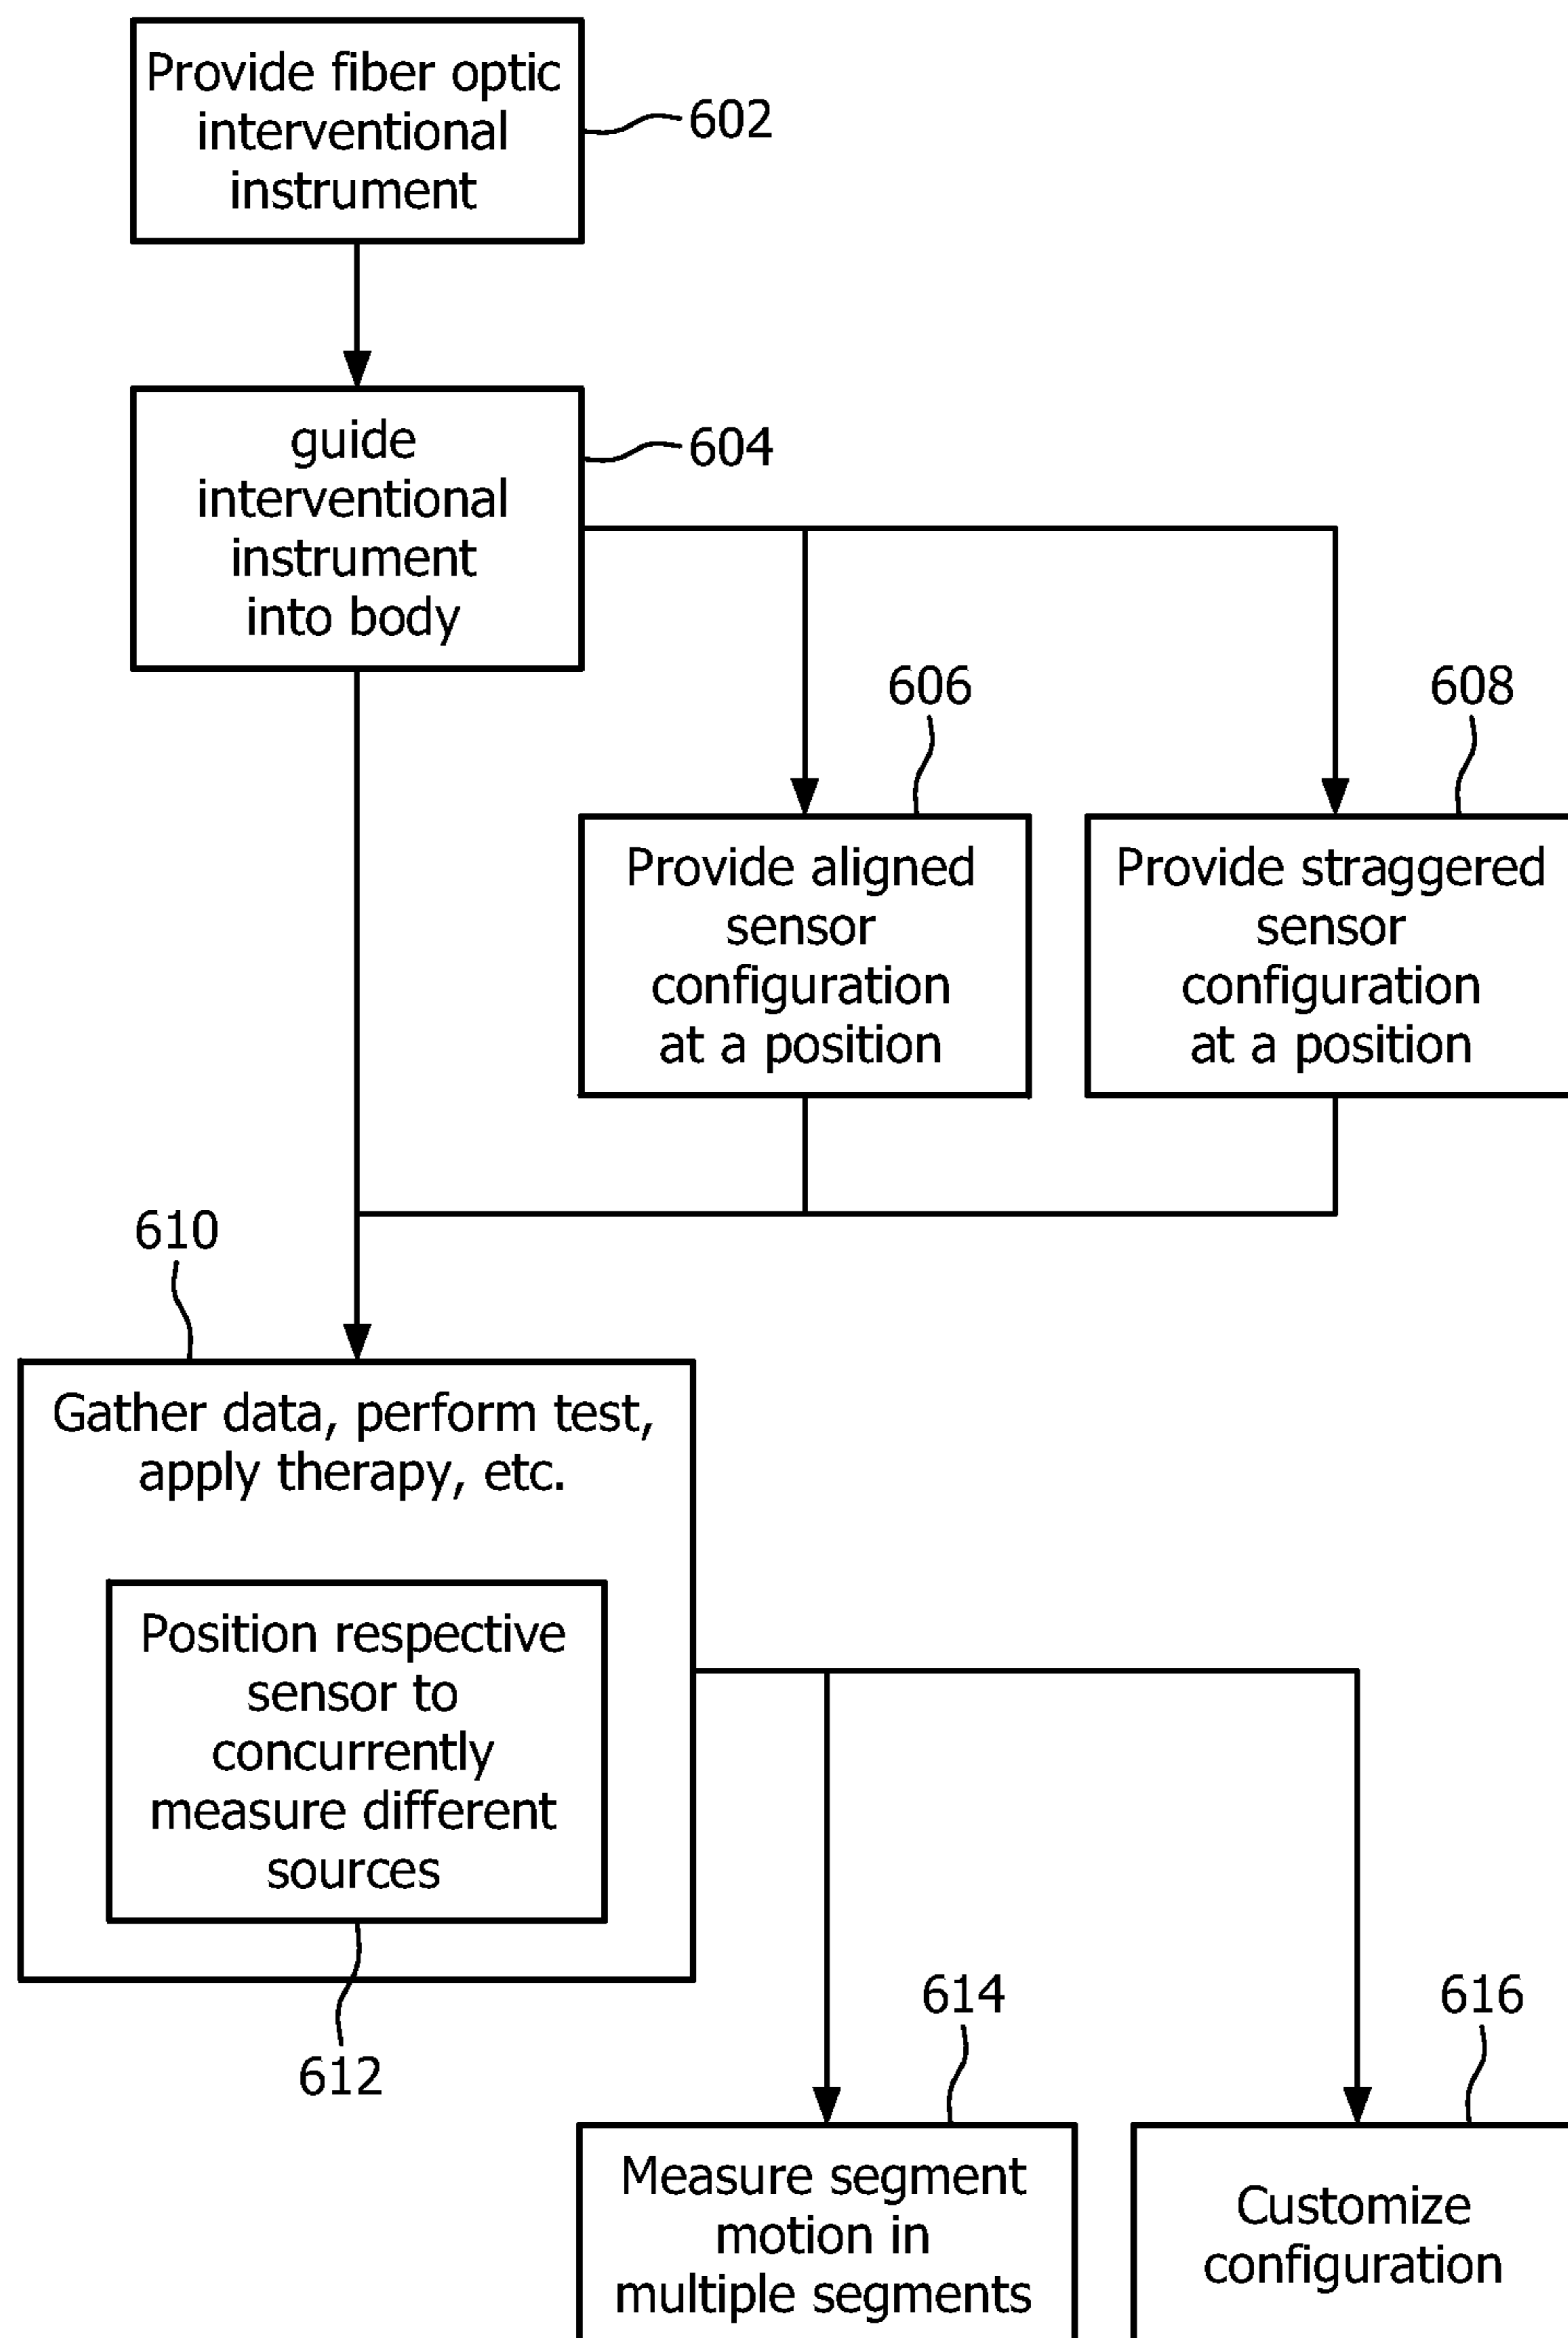 Provide fiber optic
interventional
instrument
602
guide
interventional
instrument
into body
604
606
608
Provide aligned
sensor
configuration
at a position
Provide straggered
sensor
configuration
at a position
610
Gather data, perform test,
apply therapy, etc.
Position respective
sensor to
concurrently
measure different
sources
612
614
616
Measure segment
motion in
multiple segments
Customize
configuration